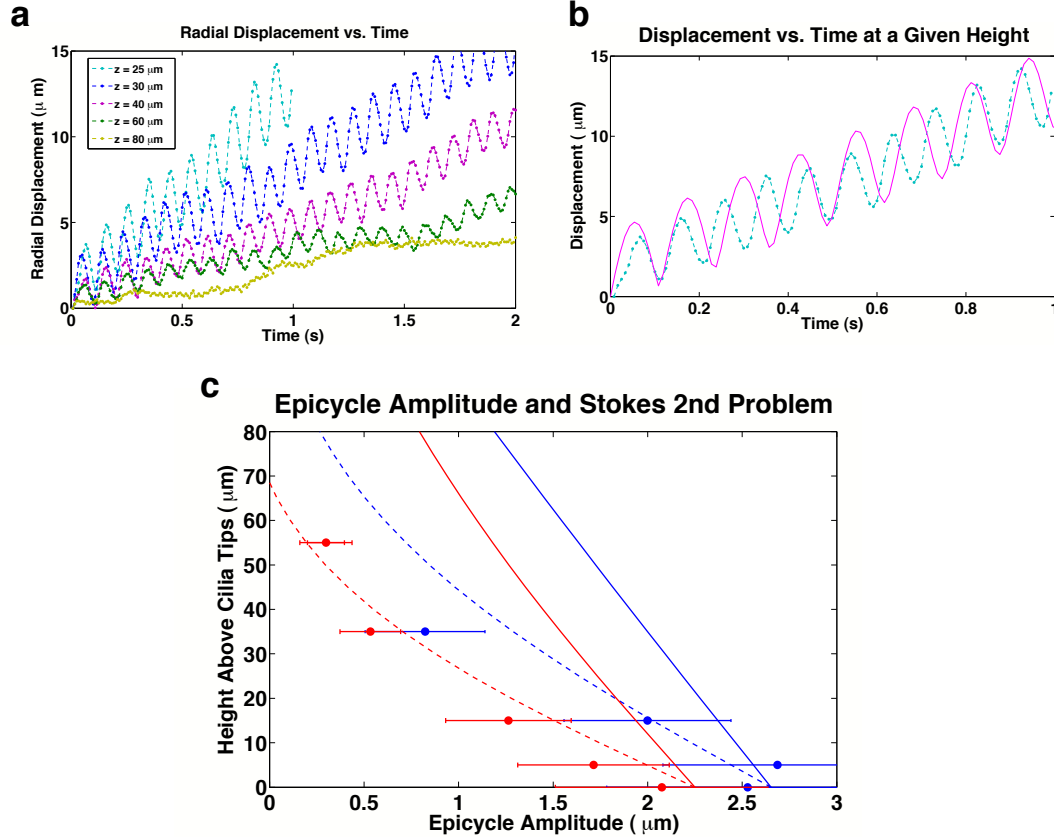 a
Radial Displacement vs. Time
15
10
5
0
Radial Displacement (μ m)
z = 25 μm
z = 30 μm
z = 40 μm
z = 60 μm
z = 80 μm
0 0.5 1 1.5 2
Time (s)
b
Displacement vs. Time at a Given Height
15
10
5
0
Displacement ( μm)
0 0.2 0.4 0.6 0.8 1
Time (s)
c
Epicycle Amplitude and Stokes 2nd Problem
80
70
60
50
40
30
20
10
0
Height Above Cilia Tips ( μm)
0 0.5 1 1.5 2 2.5 3
Epicycle Amplitude ( μm)